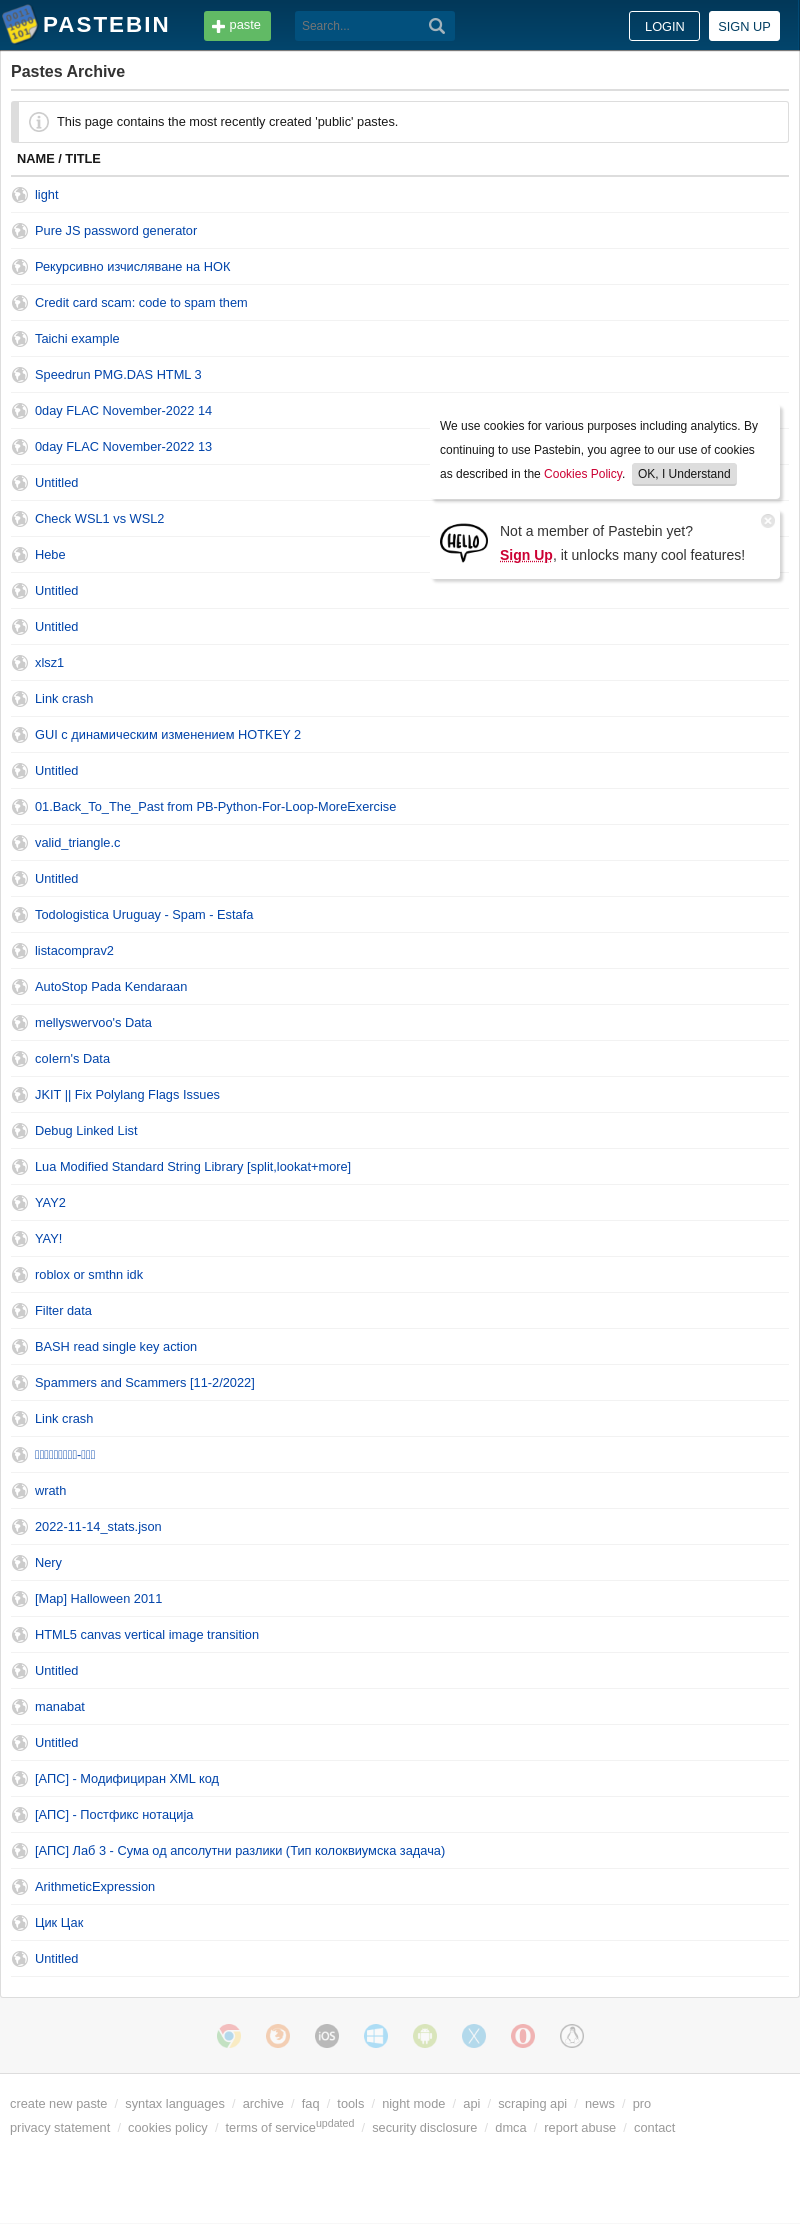 PASTEBIN
paste
Search...
LOGIN
SIGN UP
Pastes Archive
This page contains the most recently created 'public' pastes.
NAME / TITLE
light
Pure JS password generator
Рекурсивно изчисляване на НОК
Credit card scam: code to spam them
Taichi example
Speedrun PMG.DAS HTML 3
0day FLAC November-2022 14
0day FLAC November-2022 13
Untitled
Check WSL1 vs WSL2
Hebe
We use cookies for various purposes including analytics. By
continuing to use Pastebin, you agree to our use of cookies
as described in the Cookies Policy. OK, I Understand
HELLO
Not a member of Pastebin yet?
Sign Up, it unlocks many cool features!
Untitled
Untitled
xlsz1
Link crash
GUI с динамическим изменением HOTKEY 2
Untitled
01.Back_To_The_Past from PB-Python-For-Loop-MoreExercise
valid_triangle.c
Untitled
Todologistica Uruguay - Spam - Estafa
listacomprav2
AutoStop Pada Kendaraan
mellyswervoo's Data
coIern's Data
JKIT || Fix Polylang Flags Issues
Debug Linked List
Lua Modified Standard String Library [split,lookat+more]
YAY2
YAY!
roblox or smthn idk
Filter data
BASH read single key action
Spammers and Scammers [11-2/2022]
Link crash
wrath
2022-11-14_stats.json
Nery
[Map] Halloween 2011
HTML5 canvas vertical image transition
Untitled
manabat
Untitled
[АПС] - Модифициран XML код
[АПС] - Постфикс нотација
[АПС] Лаб 3 - Сума од апсолутни разлики (Тип колоквиумска задача)
ArithmeticExpression
Цик Цак
Untitled
iOS
create new paste / syntax languages / archive / faq / tools / night mode / api / scraping api / news / pro
privacy statement / cookies policy / terms of service updated / security disclosure / dmca / report abuse / contact